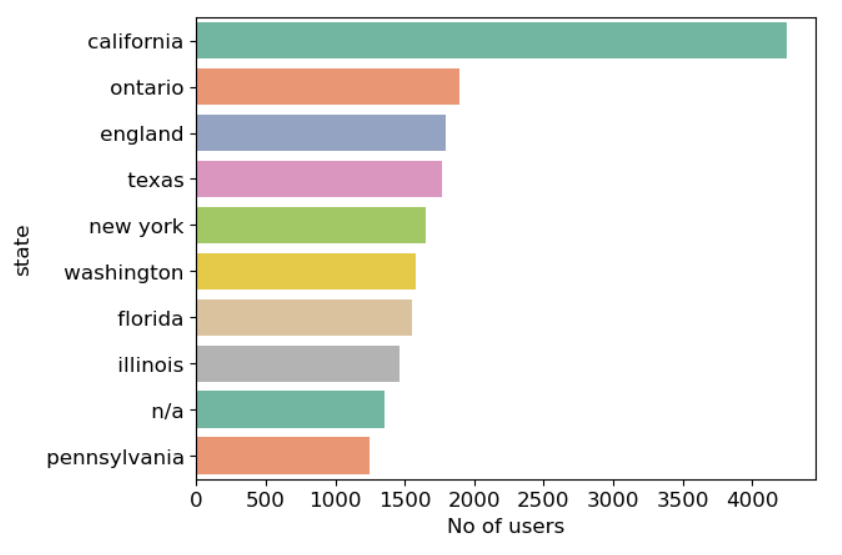 california
ontario
england
texas
new york
washington
florida
illinois
n/a
pennsylvania
state
0 500 1000 1500 2000 2500 3000 3500 4000
No of users